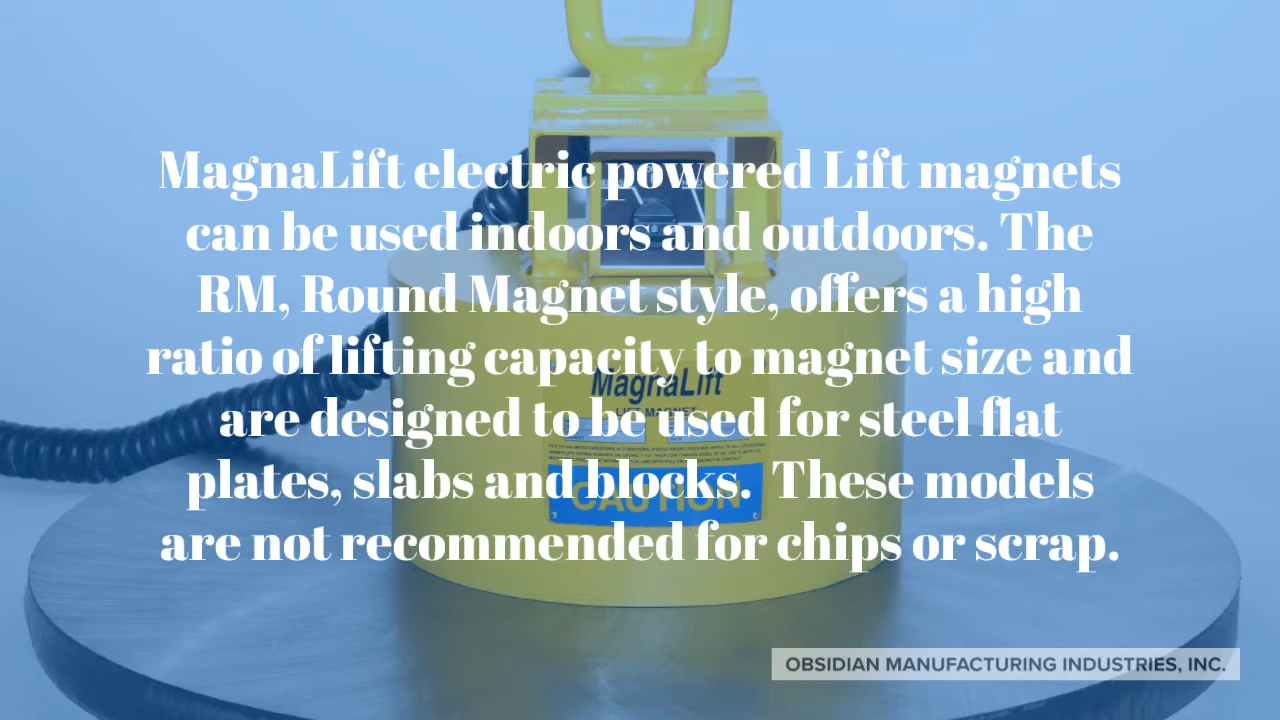 MagnaLift electric powered Lift magnets
can be used indoors and outdoors. The
RM, Round Magnet style, offers a high
ratio of lifting capacity to magnet size and
are designed to be used for steel flat
plates, slabs and blocks.  These models
are not recommended for chips or scrap.
MagnaLift
LIFT MAGNET
CAUTION
OBSIDIAN MANUFACTURING INDUSTRIES, INC.